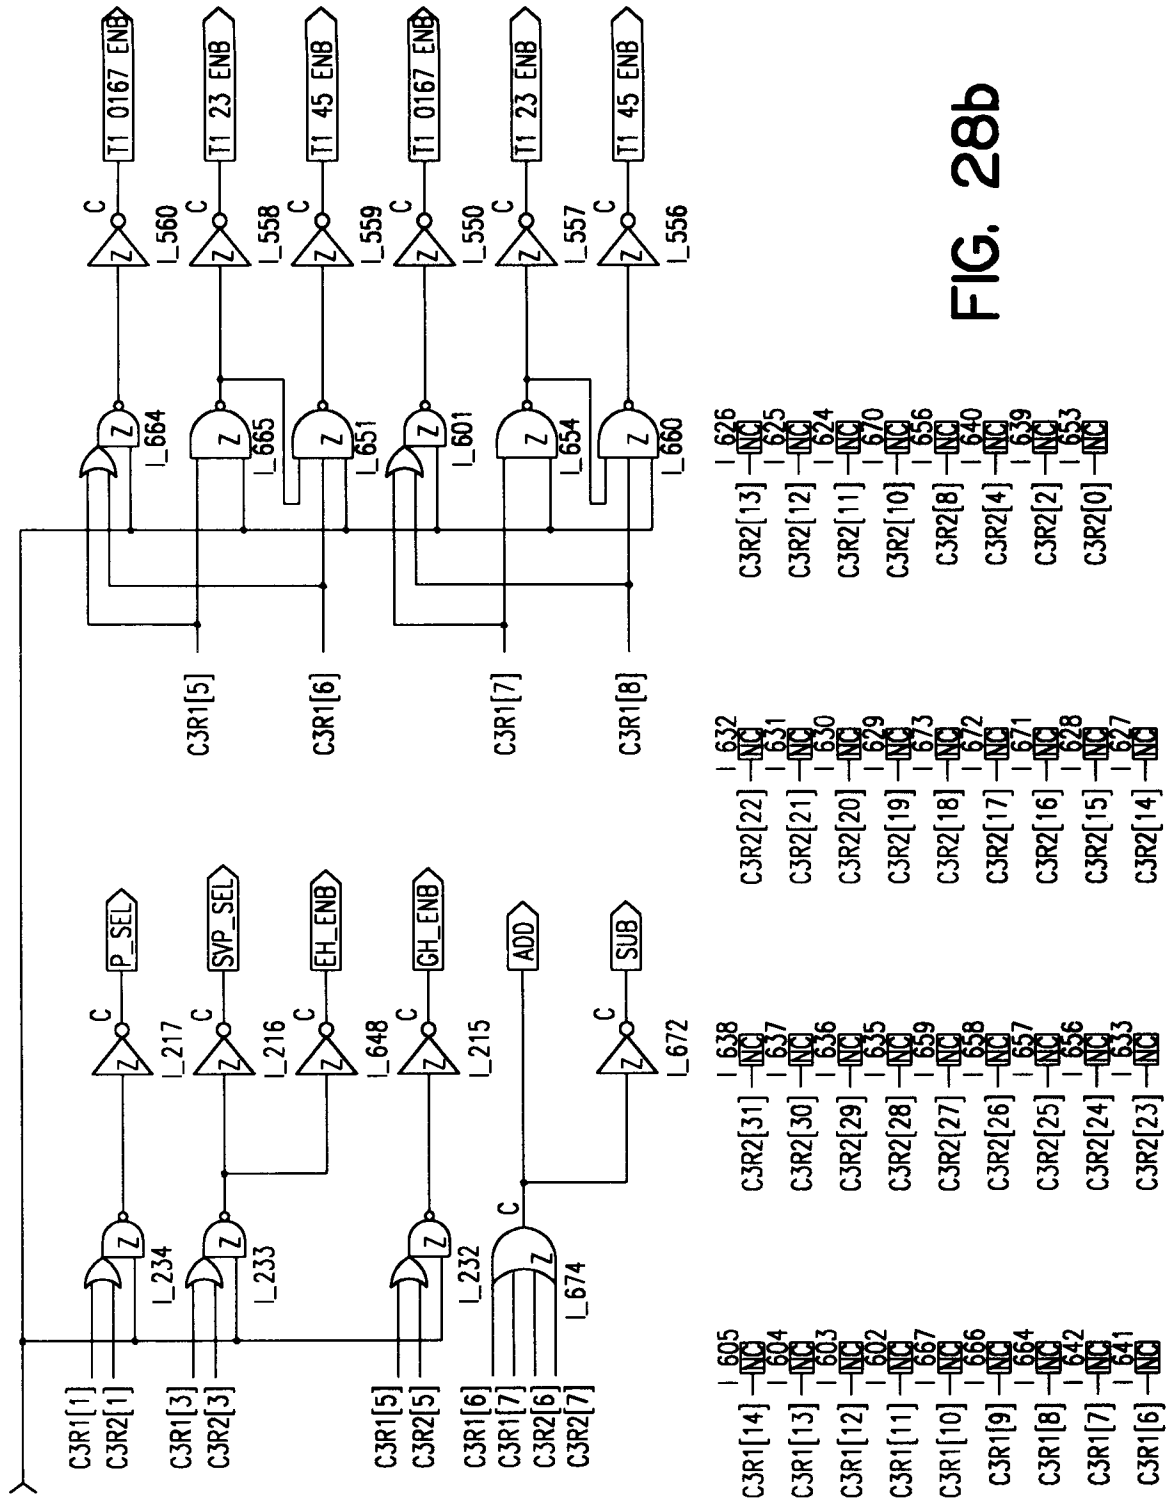 C3R1[1]
C3R2[1]
Z
I_234
Z
C
I_217
P_SEL
C3R1[3]
C3R2[3]
Z
I_233
Z
C
I_216
SVP_SEL
Z
C
I_648
EH_ENB
C3R1[5]
C3R2[5]
Z
I_232
Z
C
I_215
GH_ENB
C3R1[6]
C3R1[7]
C3R2[6]
C3R2[7]
Z
I_674
C
ADD
Z
C
I_672
SUB
C3R1[5]
C3R1[6]
C3R1[7]
C3R1[8]
Z
I_664
Z
C
I_560
T1 0167 ENB
Z
I_665
Z
C
I_558
T1 23 ENB
Z
I_651
Z
C
I_559
T1 45 ENB
Z
I_601
Z
C
I_550
T1 0167 ENB
Z
I_654
Z
C
I_557
T1 23 ENB
Z
I_660
Z
C
I_556
T1 45 ENB
C3R1[14] NC I_605
C3R1[13] NC I_604
C3R1[12] NC I_603
C3R1[11] NC I_602
C3R1[10] NC I_667
C3R1[9] NC I_666
C3R1[8] NC I_664
C3R1[7] NC I_642
C3R1[6] NC I_641
C3R2[31] NC I_638
C3R2[30] NC I_637
C3R2[29] NC I_636
C3R2[28] NC I_635
C3R2[27] NC I_659
C3R2[26] NC I_658
C3R2[25] NC I_657
C3R2[24] NC I_656
C3R2[23] NC I_633
C3R2[22] NC I_632
C3R2[21] NC I_631
C3R2[20] NC I_630
C3R2[19] NC I_629
C3R2[18] NC I_673
C3R2[17] NC I_672
C3R2[16] NC I_671
C3R2[15] NC I_628
C3R2[14] NC I_627
C3R2[13] NC I_626
C3R2[12] NC I_625
C3R2[11] NC I_624
C3R2[10] NC I_670
C3R2[8] NC I_656
C3R2[4] NC I_640
C3R2[2] NC I_639
C3R2[0] NC I_653
FIG. 28b